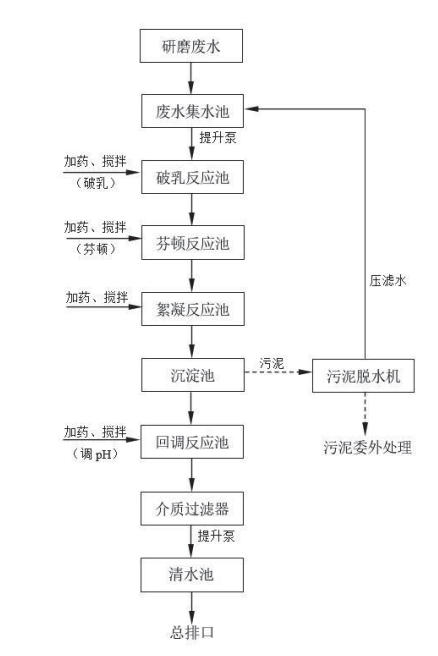 研磨废水
废水集水池
提升泵
加药、搅拌
（破乳）
破乳反应池
加药、搅拌
（芬顿）
芬顿反应池
压滤水
加药、搅拌
絮凝反应池
沉淀池
污泥
污泥脱水机
加药、搅拌
（调 pH）
回调反应池
污泥委外处理
介质过滤器
提升泵
清水池
总排口